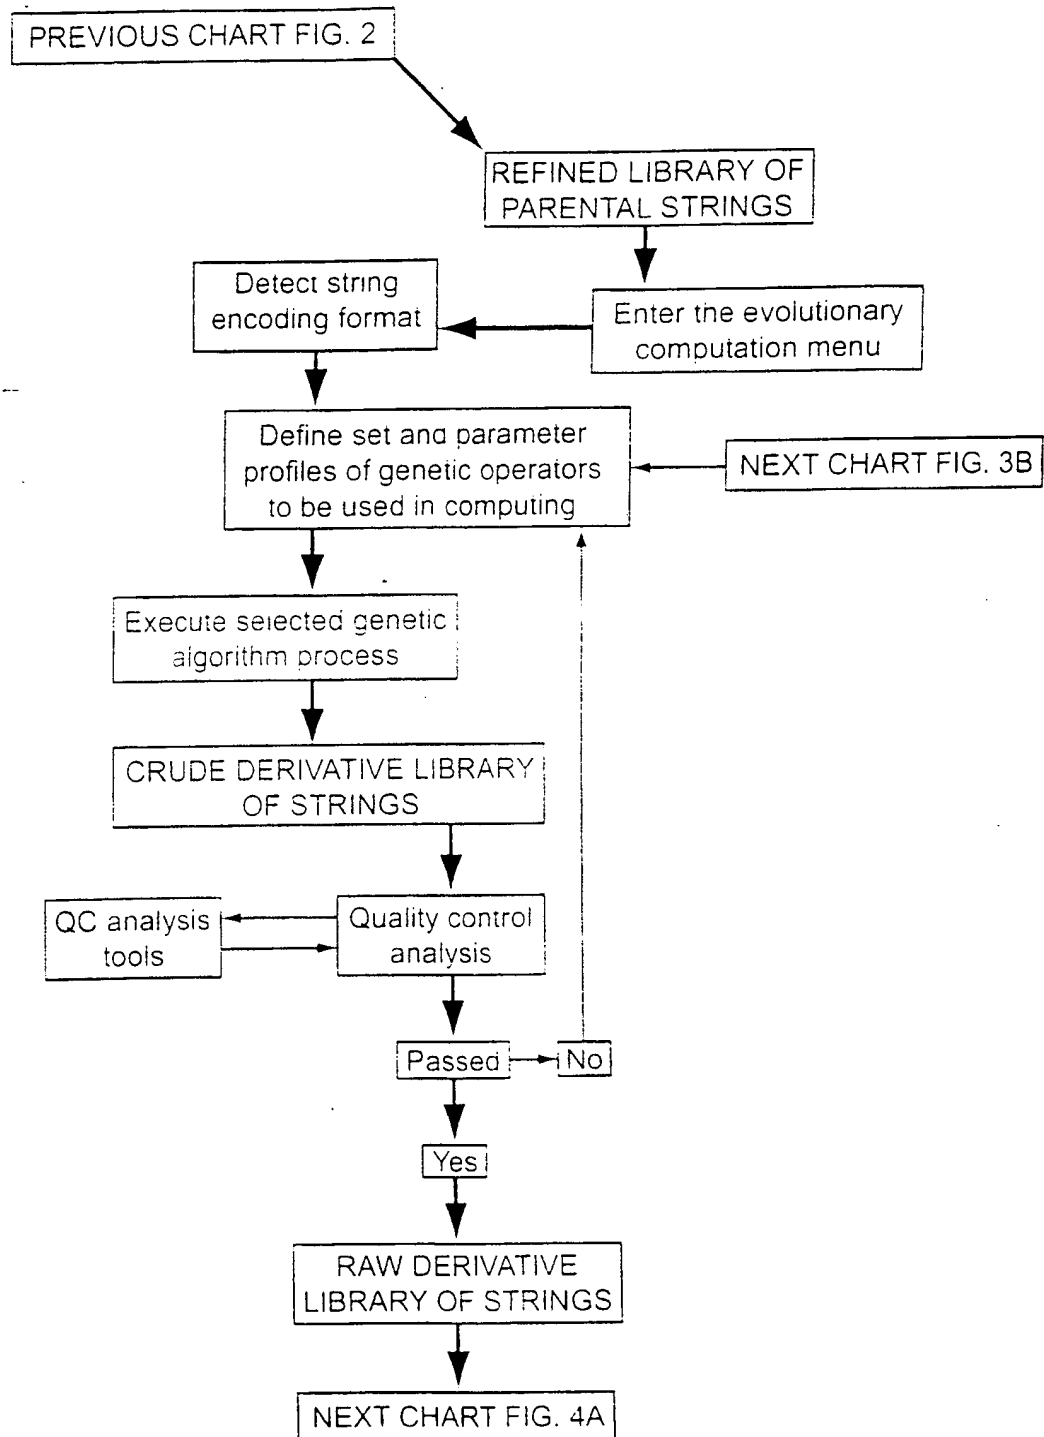 PREVIOUS CHART FIG. 2
REFINED LIBRARY OF
PARENTAL STRINGS
Enter the evolutionary
computation menu
Detect string
encoding format
Define set and parameter
profiles of genetic operators
to be used in computing
NEXT CHART FIG. 3B
Execute selected genetic
algorithm process
CRUDE DERIVATIVE LIBRARY
OF STRINGS
QC analysis
tools
Quality control
analysis
Passed
No
Yes
RAW DERIVATIVE
LIBRARY OF STRINGS
NEXT CHART FIG. 4A